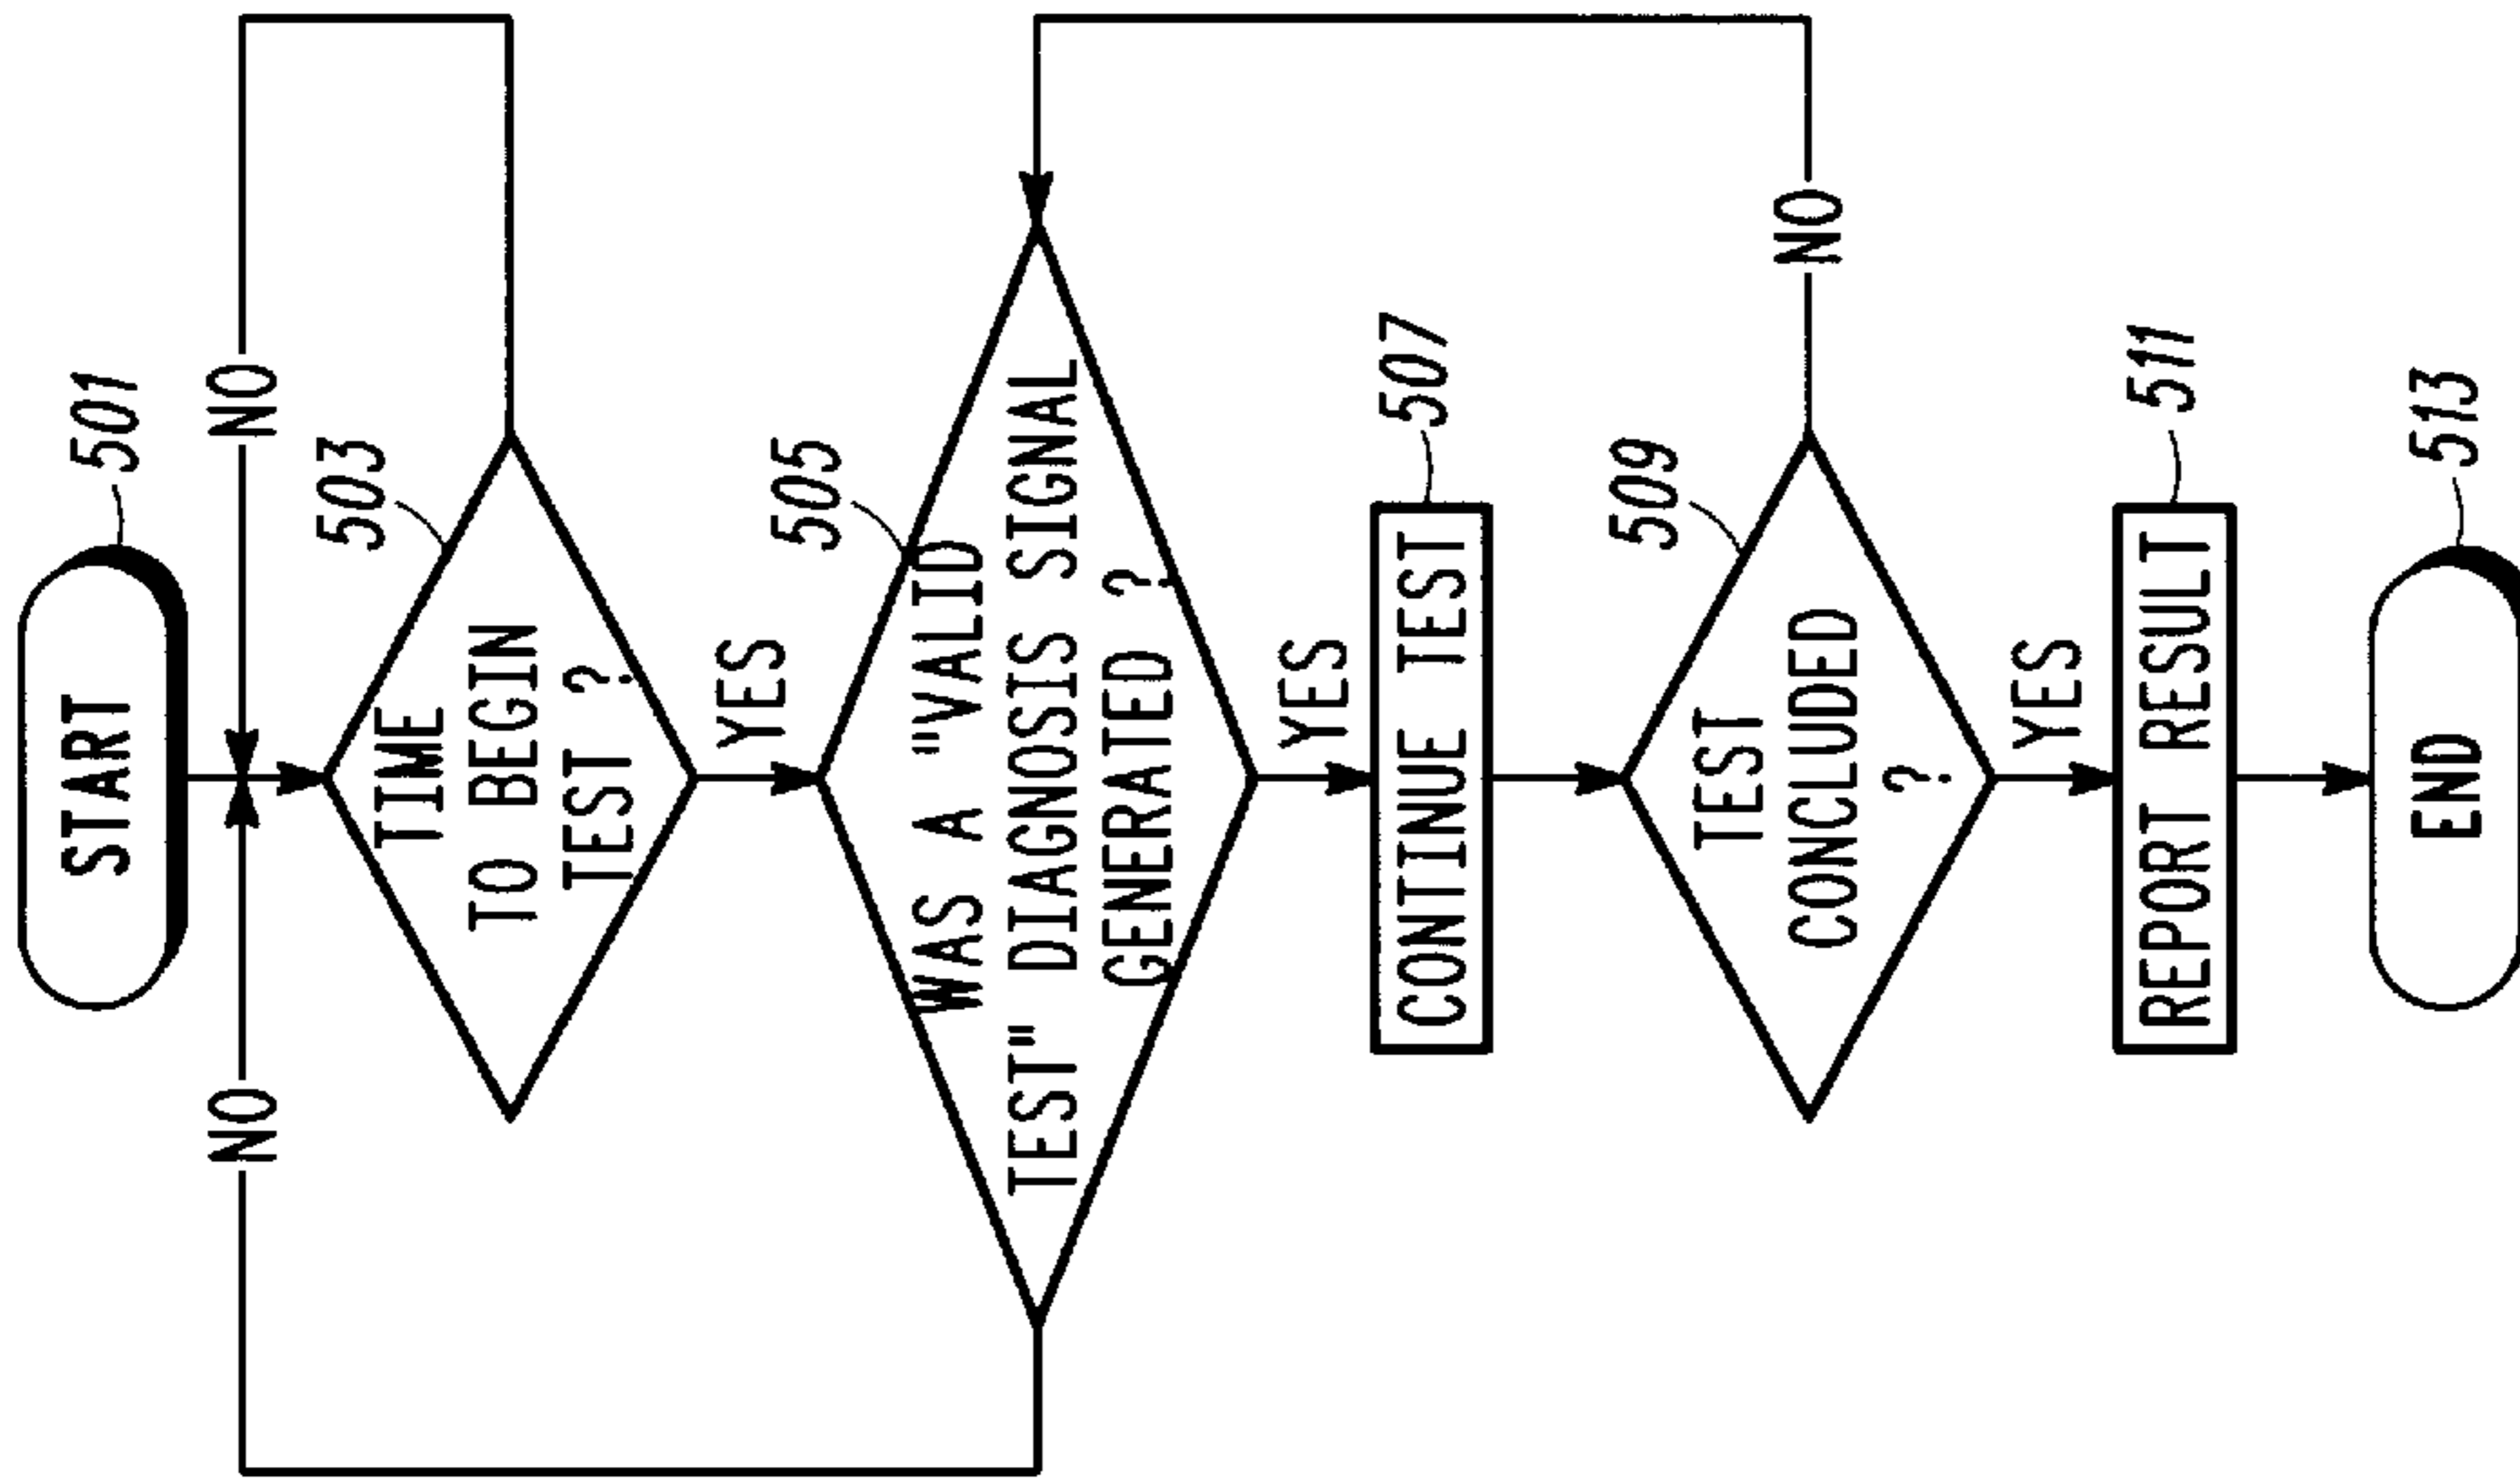 START
501
NO
NO
503
TIME
TO BEGIN
TEST ?
YES
505
WAS A "VALID
TEST" DIAGNOSIS SIGNAL
GENERATED ?
YES
507
CONTINUE TEST
509
TEST
CONCLUDED
?
NO
YES
511
REPORT RESULT
513
END